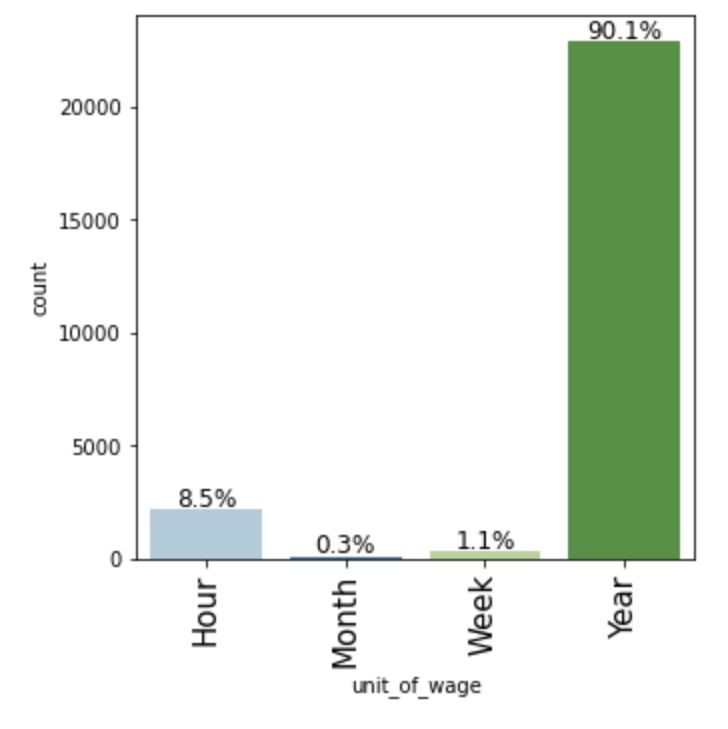 90.1%
20000
15000
count
10000
5000
8.5%
0.3%
1.1%
0
Hour
Month
Week
Year
unit_of_wage